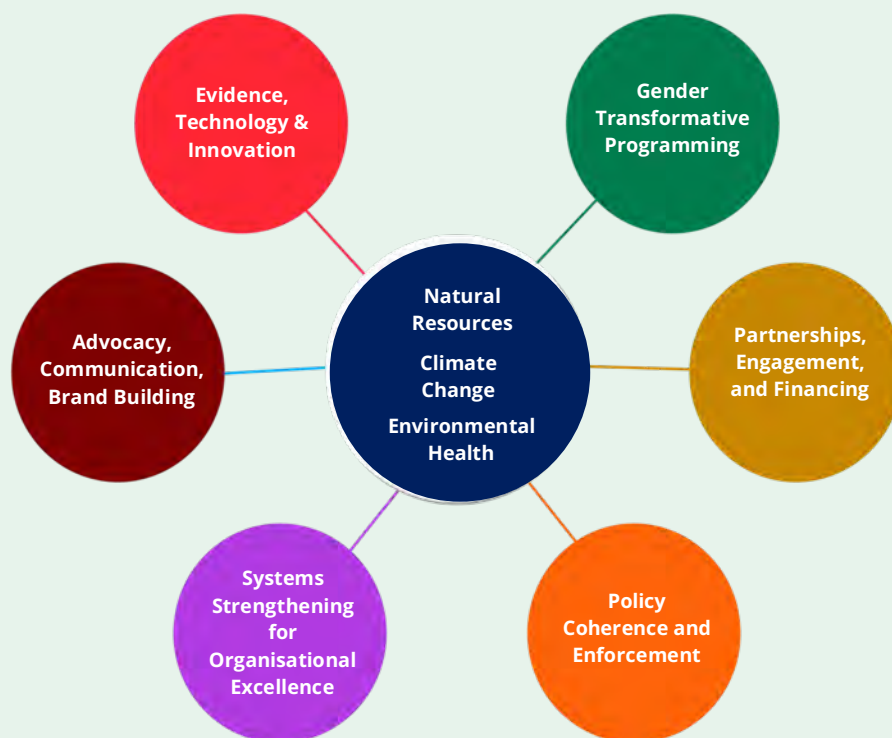 Evidence,
Technology &
Innovation
Gender
Transformative
Programming
Natural
Resources
Climate
Change
Environmental
Health
Advocacy,
Communication,
Brand Building
Partnerships,
Engagement,
and Financing
Systems
Strengthening
for
Organisational
Excellence
Policy
Coherence and
Enforcement